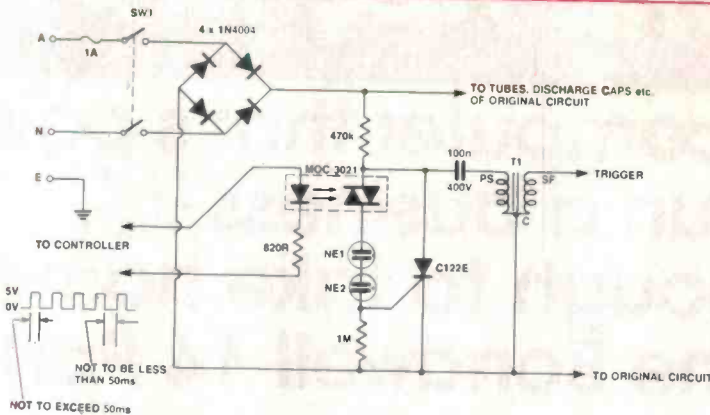 SW1
4 x 1N4004
A
1A
N
E
TO TUBES, DISCHARGE CAPS etc.
OF ORIGINAL CIRCUIT
470k
MOC 3021
100n
400V
T1
PS
SF
C
TRIGGER
TO CONTROLLER
820R
NE1
NE2
C122E
1M
5V
0V
NOT TO BE LESS
THAN 50ms
NOT TO EXCEED 50ms
TO ORIGINAL CIRCUIT